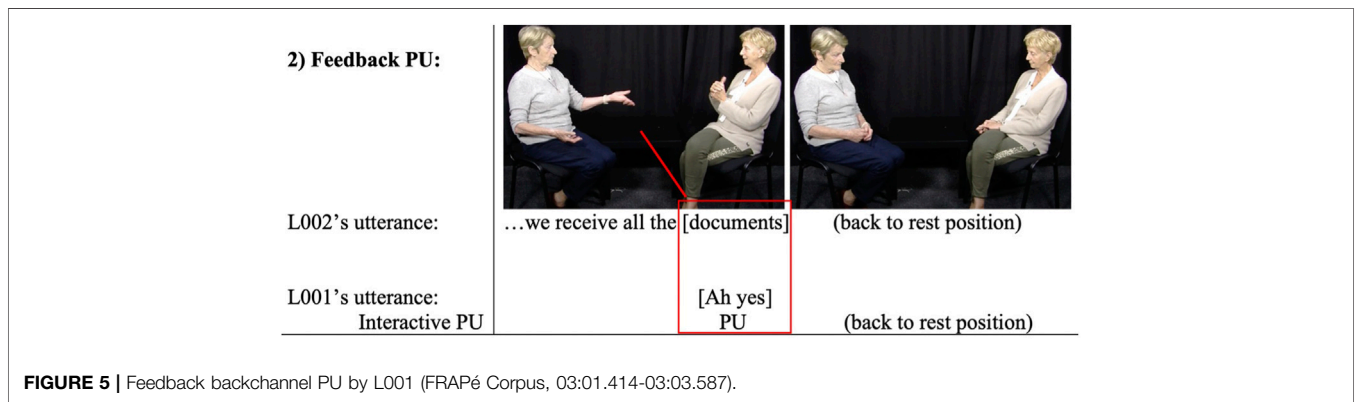 2) Feedback PU:
L002’s utterance: …we receive all the [documents] (back to rest position)
L001’s utterance: [Ah yes]
Interactive PU PU (back to rest position)
FIGURE 5 | Feedback backchannel PU by L001 (FRAPé Corpus, 03:01.414-03:03.587).